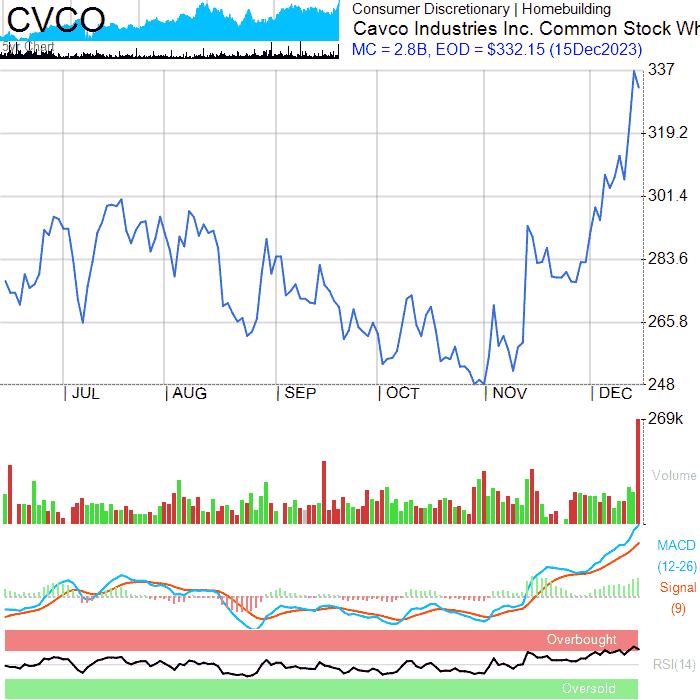 CVCO
5yr Chart
Consumer Discretionary | Homebuilding
Cavco Industries Inc. Common Stock Wh
MC = 2.8B, EOD = $332.15 (15Dec2023)
337
319.2
301.4
283.6
265.8
248
JUL
AUG
SEP
OCT
NOV
DEC
269k
Volume
MACD
(12-26)
Signal
(9)
Overbought
RSI(14)
Oversold